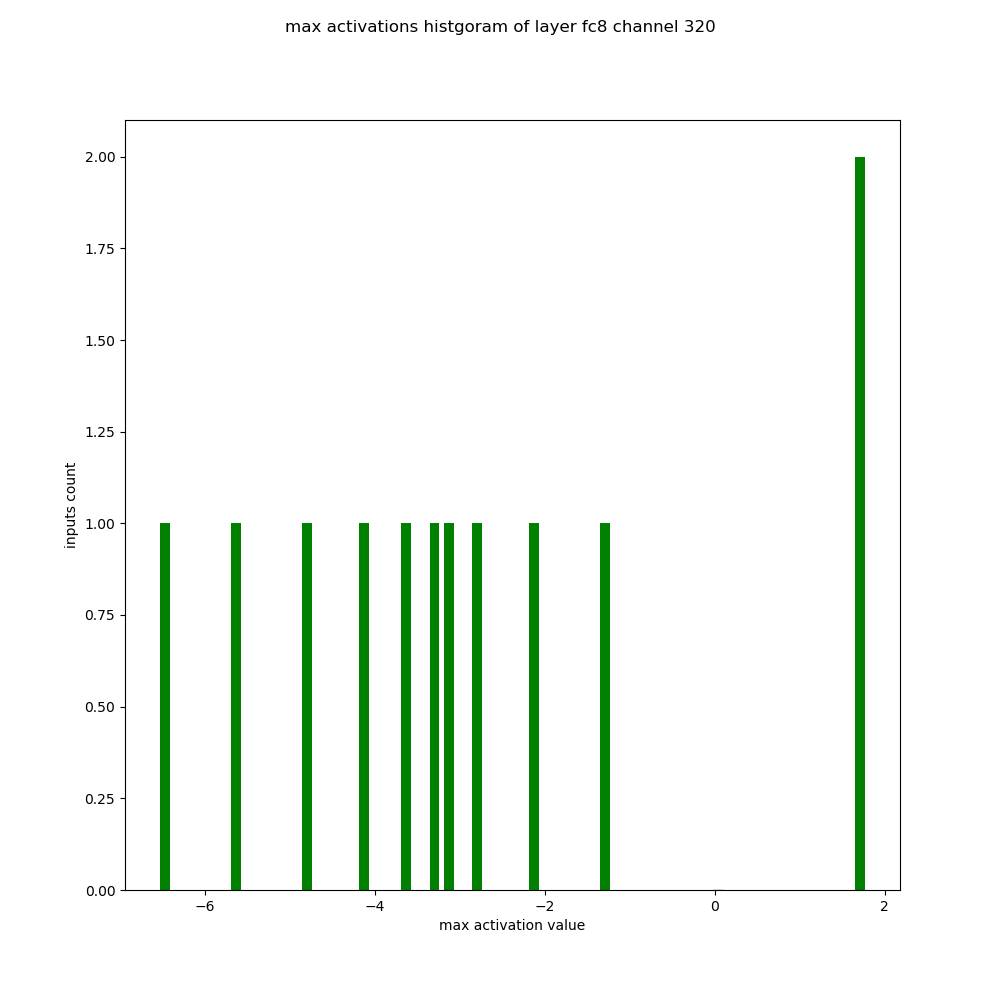 max activations histgoram of layer fc8 channel 320
2.00
1.75
1.50
1.25
1.00
0.75
0.50
0.25
0.00
inputs count
−6 −4 −2 0 2
max activation value